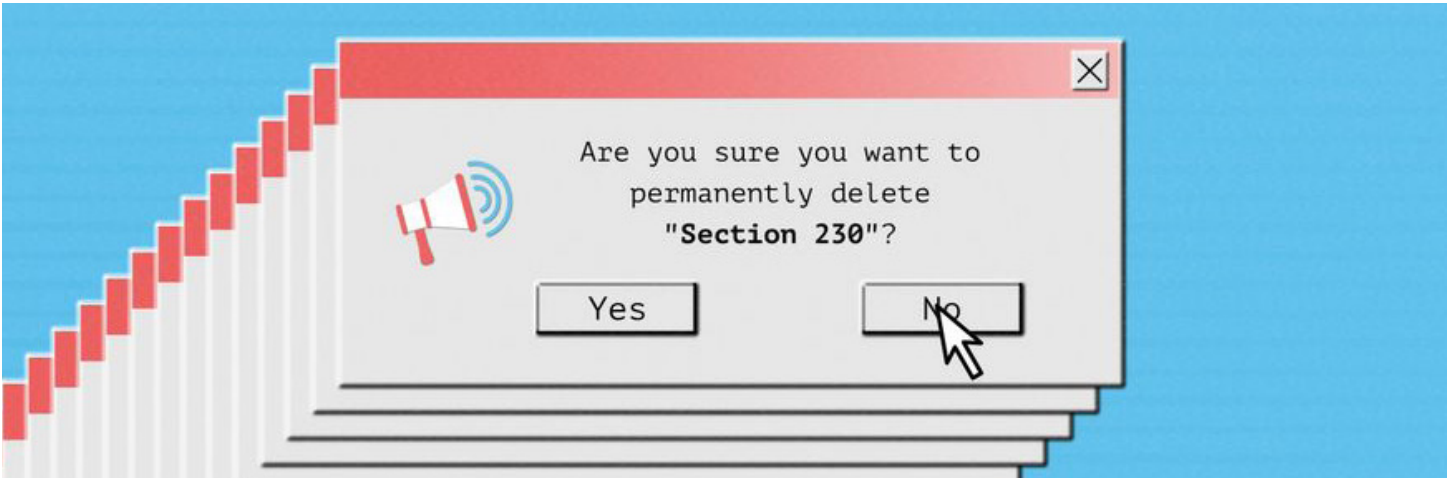 Are you sure you want to
permanently delete
"Section 230"?
Yes
No